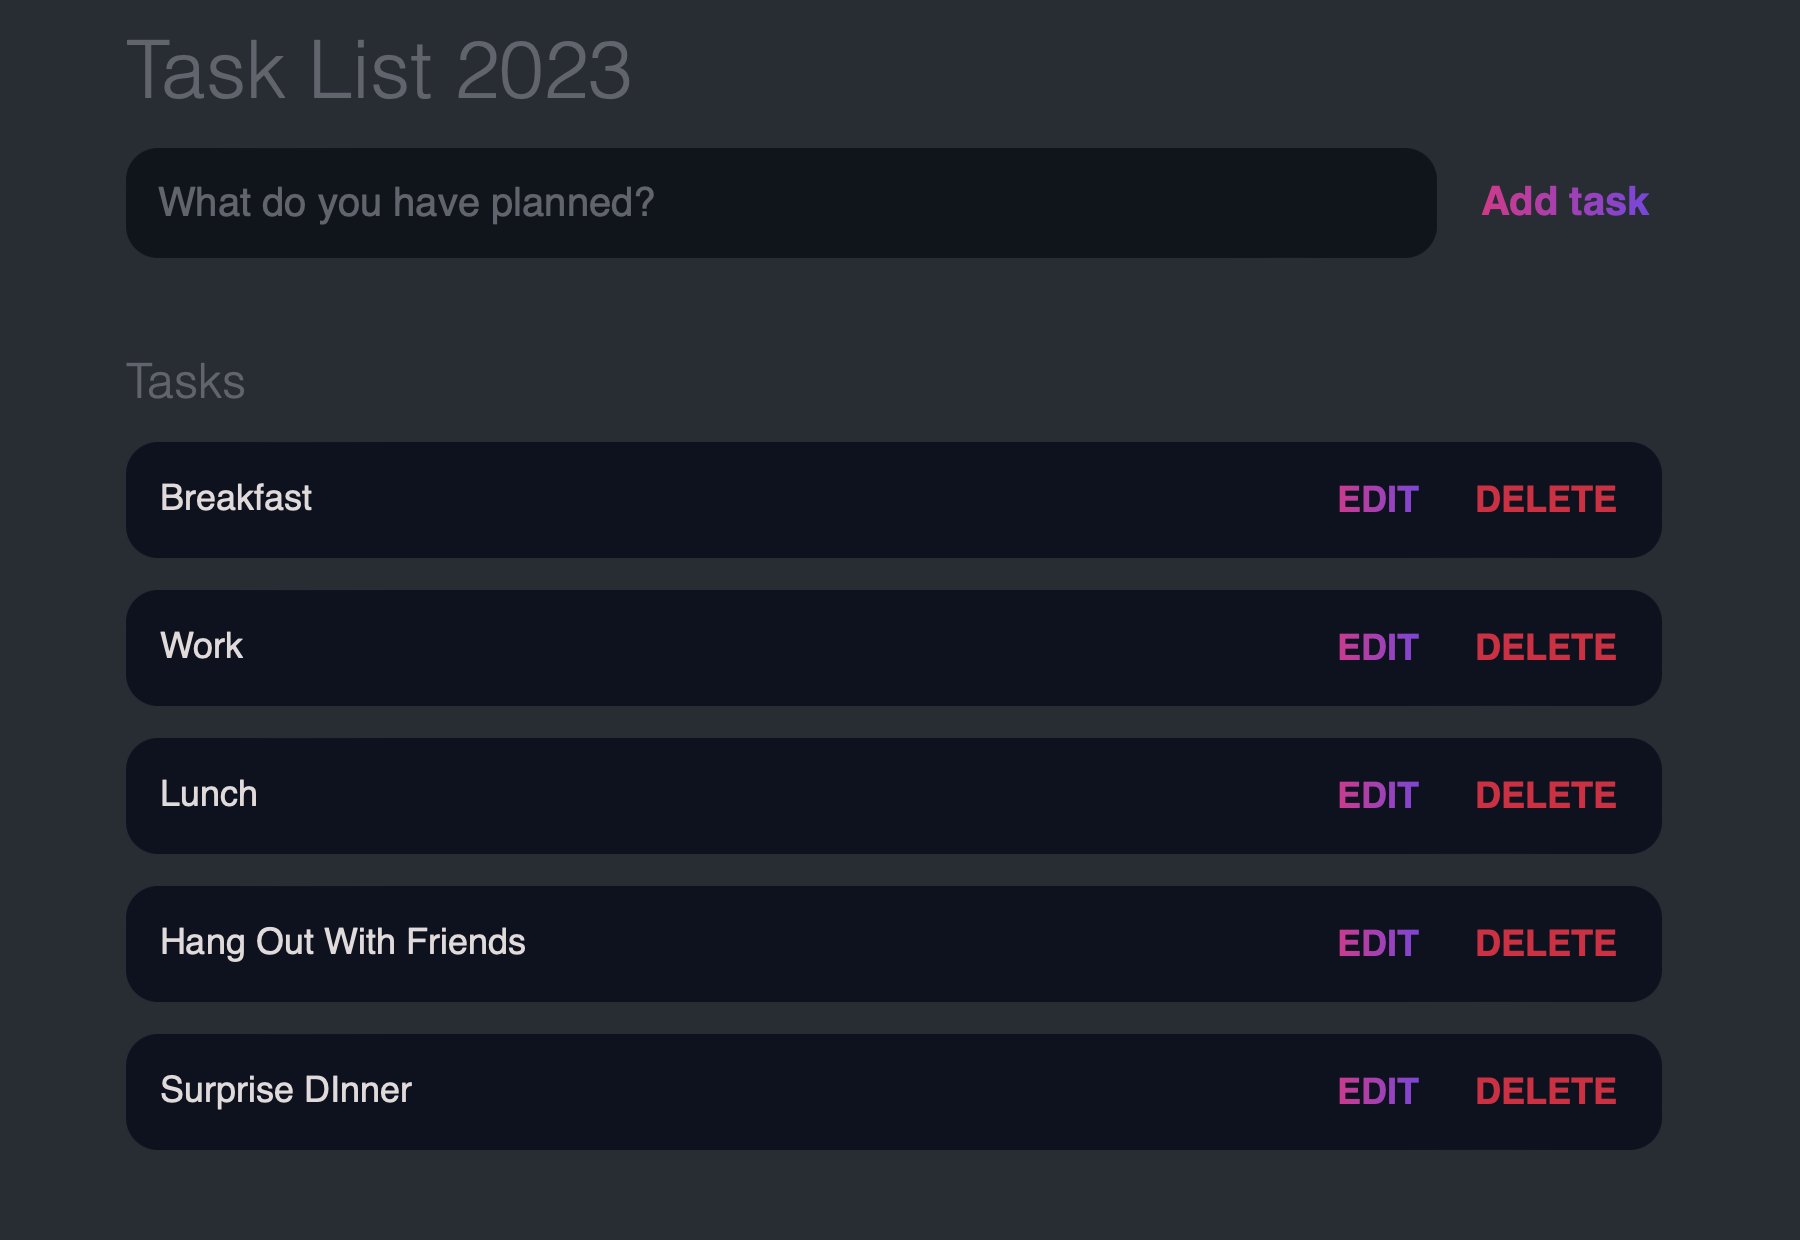 Task List 2023
What do you have planned? Add task
Tasks
Breakfast EDIT DELETE
Work EDIT DELETE
Lunch EDIT DELETE
Hang Out With Friends EDIT DELETE
Surprise DInner EDIT DELETE